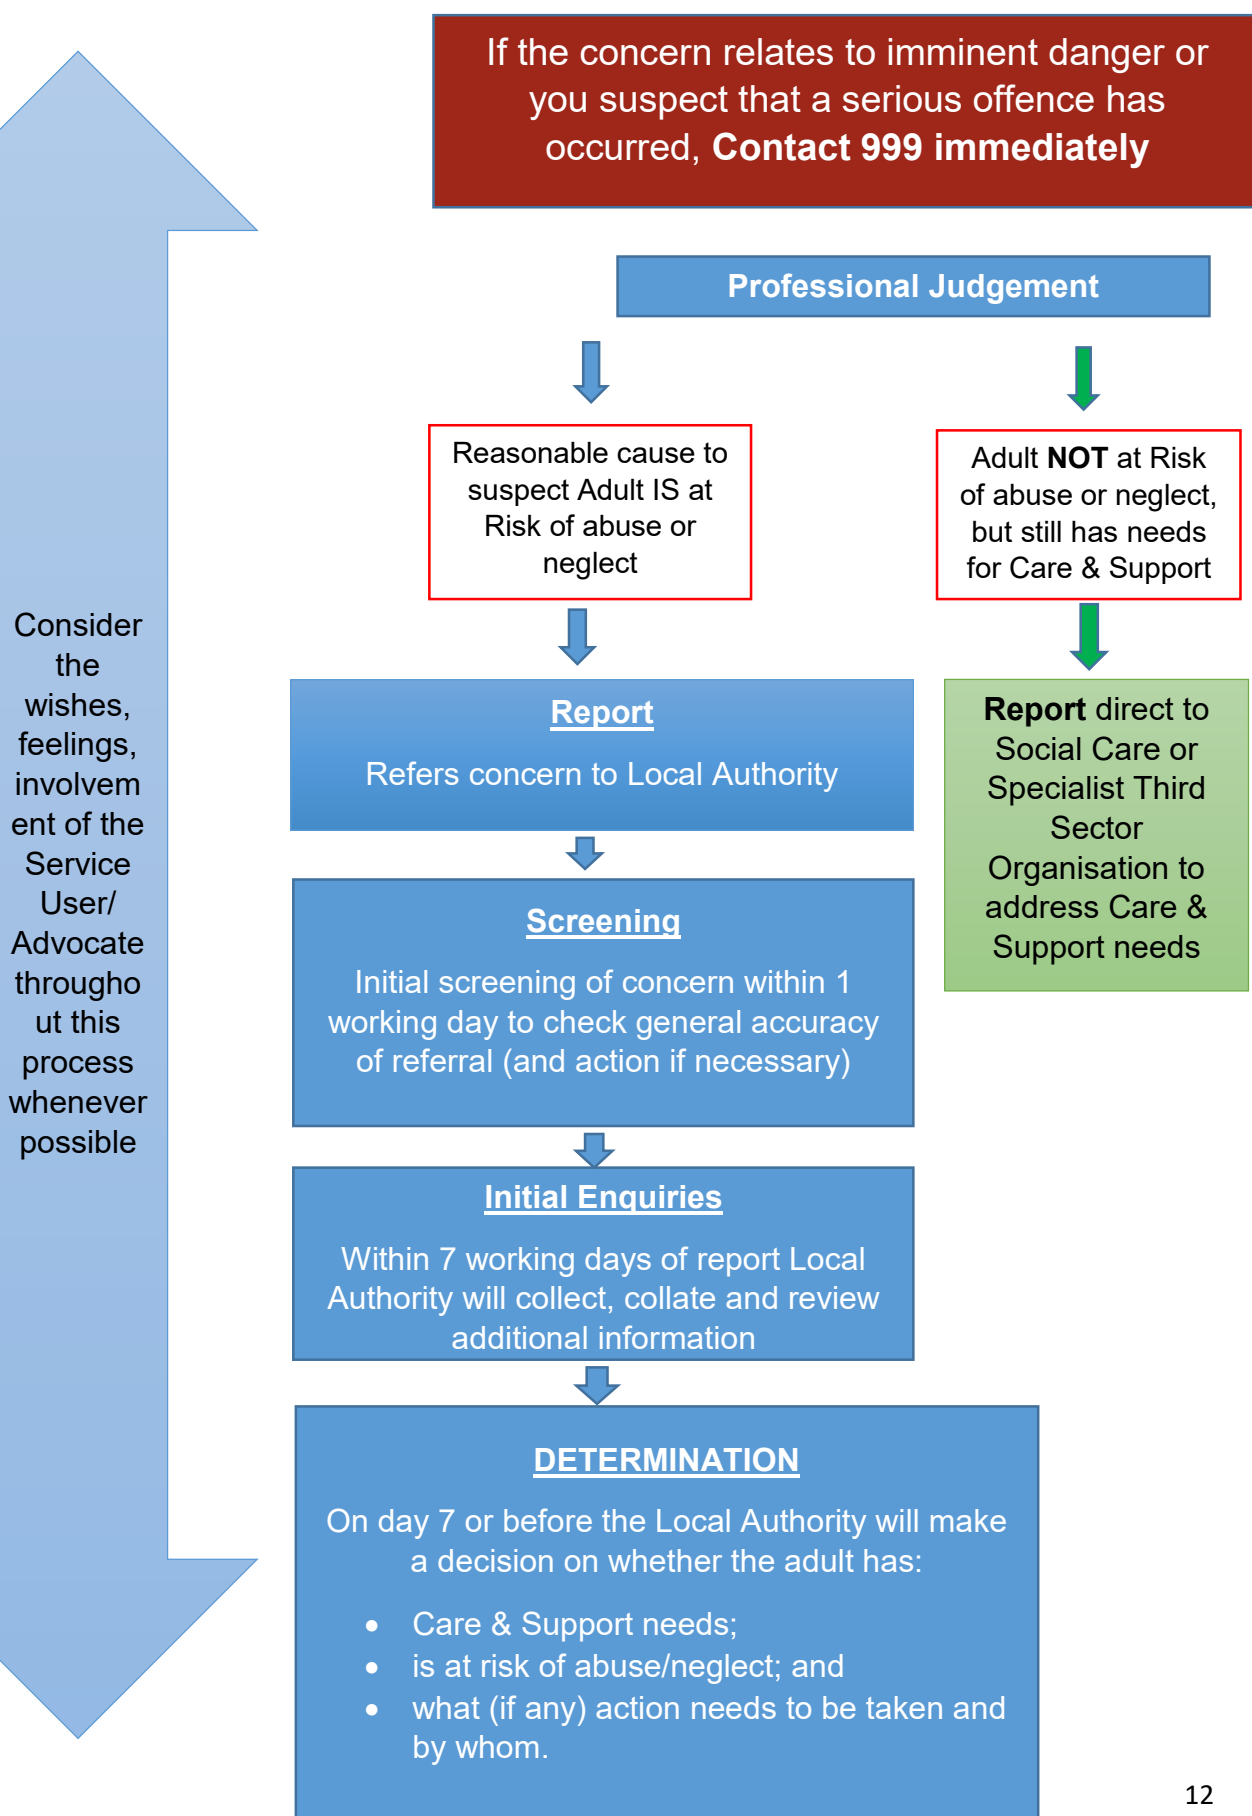 If the concern relates to imminent danger or
you suspect that a serious offence has
occurred, Contact 999 immediately
Professional Judgement
Reasonable cause to
suspect Adult IS at
Risk of abuse or
neglect
Adult NOT at Risk
of abuse or neglect,
but still has needs
for Care & Support
Consider
the
wishes,
feelings,
involvem
ent of the
Service
User/
Advocate
througho
ut this
process
whenever
possible
Report
Refers concern to Local Authority
Report direct to
Social Care or
Specialist Third
Sector
Organisation to
address Care &
Support needs
Screening
Initial screening of concern within 1
working day to check general accuracy
of referral (and action if necessary)
Initial Enquiries
Within 7 working days of report Local
Authority will collect, collate and review
additional information
DETERMINATION
On day 7 or before the Local Authority will make
a decision on whether the adult has:
• Care & Support needs;
• is at risk of abuse/neglect; and
• what (if any) action needs to be taken and
by whom.
12